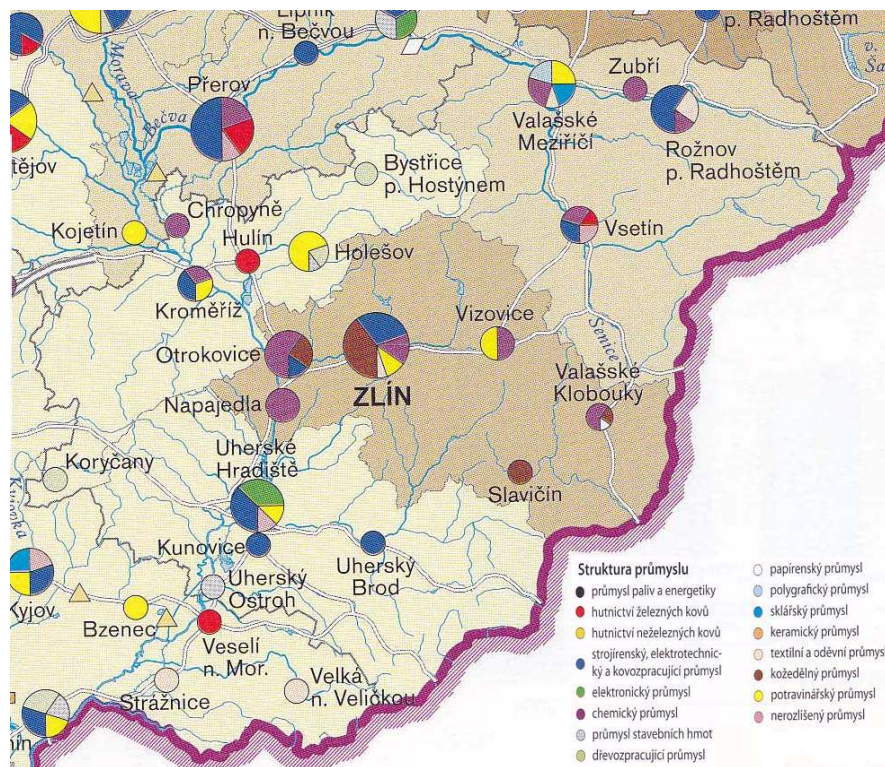 Lipník
n. Bečvou
p. Radhoštěm
Morava
Přerov
Zubří
v.
Bečva
Valašské
Meziříčí
Rožnov
p. Radhoštěm
Bystřice
p. Hostýnem
Chropyně
Kojetín
Hulín
Holešov
Vsetín
Kroměříž
Vizovice
Senice
Otrokovice
ZLÍN
Valašské
Klobouky
Napajedla
Uherské
Hradiště
Koryčany
Slavičín
Kunovice
Uherský
Brod
Uherský
Ostroh
Kyjov
Bzenec
Veselí
n. Mor.
Strážnice
Velká
n. Veličkou
Struktura průmyslu
průmysl paliv a energetiky
hutnictví železných kovů
hutnictví neželezných kovů
strojírenský, elektrotechnic-
ký a kovozpracující průmysl
elektronický průmysl
chemický průmysl
průmysl stavebních hmot
dřevozpracující průmysl
papírenský průmysl
polygrafický průmysl
sklářský průmysl
keramický průmysl
textilní a oděvní průmysl
kožedělný průmysl
potravinářský průmysl
nerozlišený průmysl